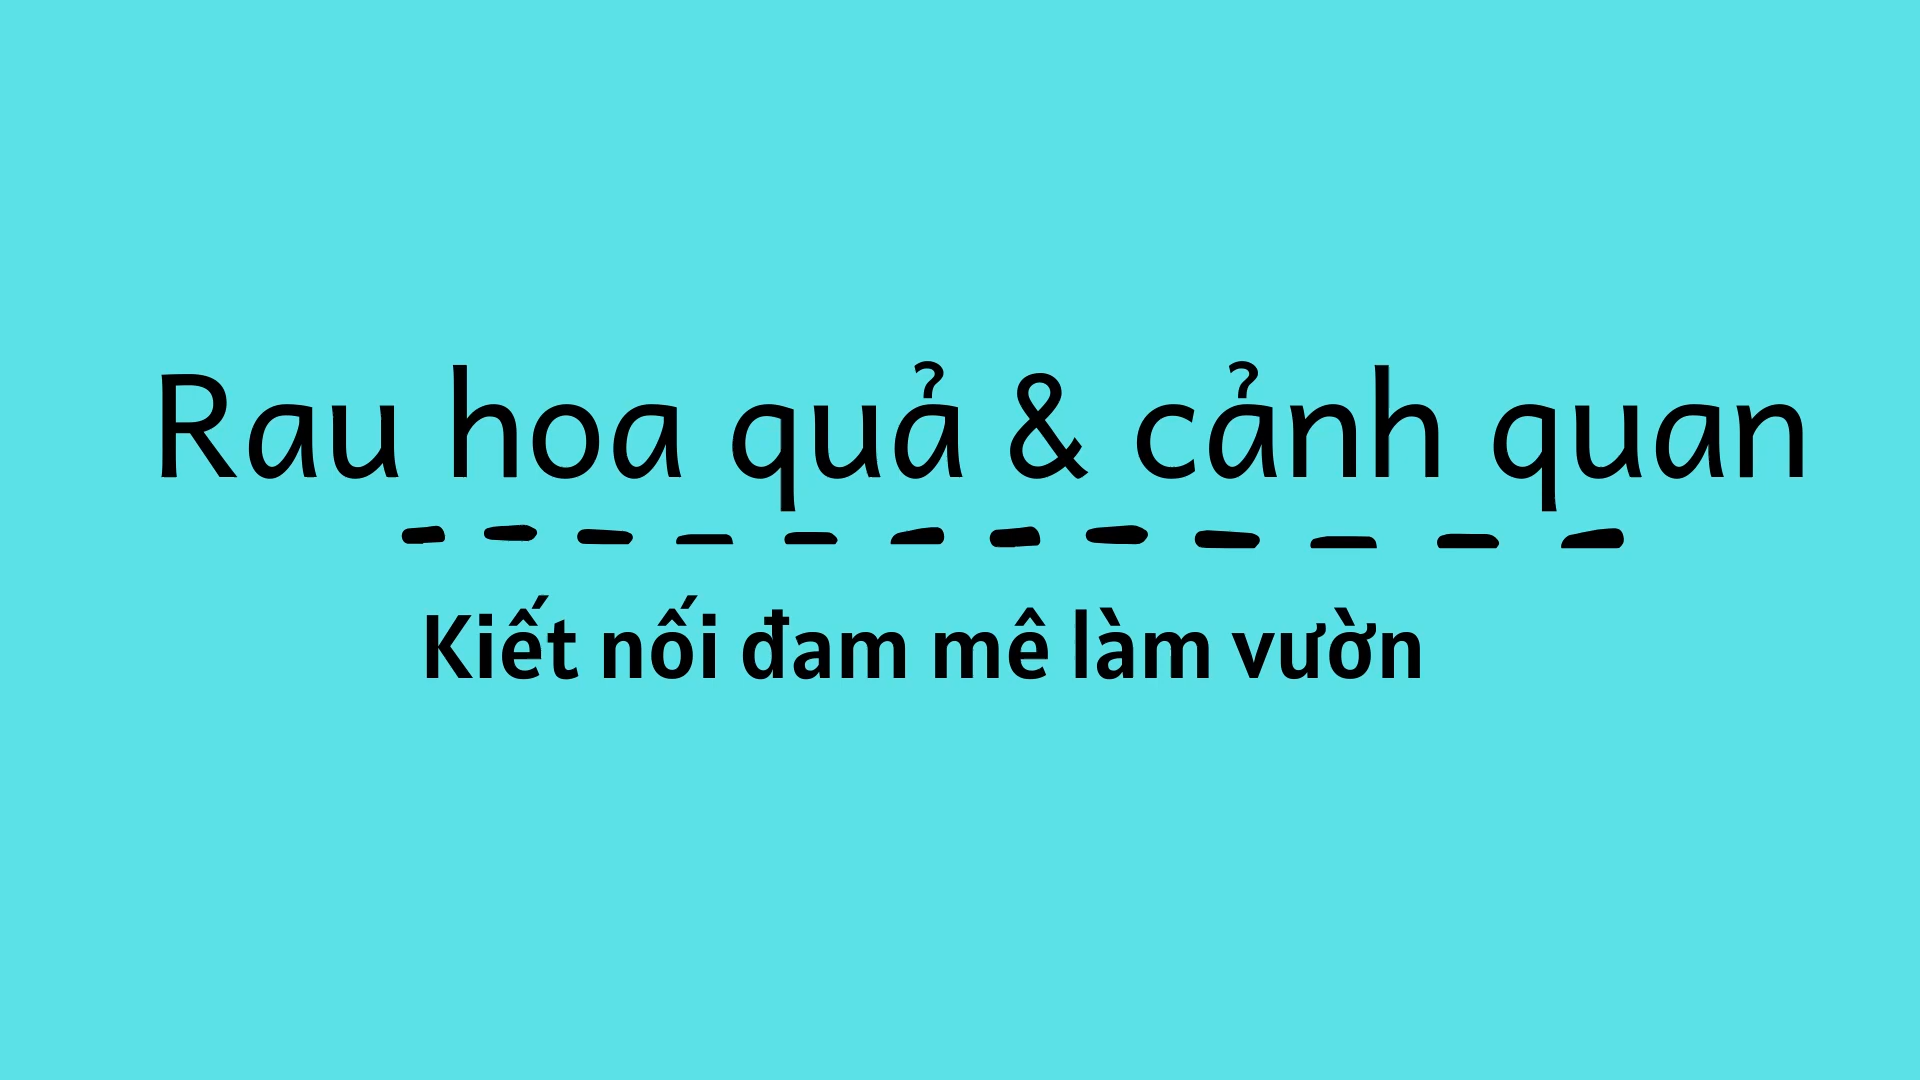 Rau hoa quả & cảnh quan
Kiết nối đam mê làm vườn